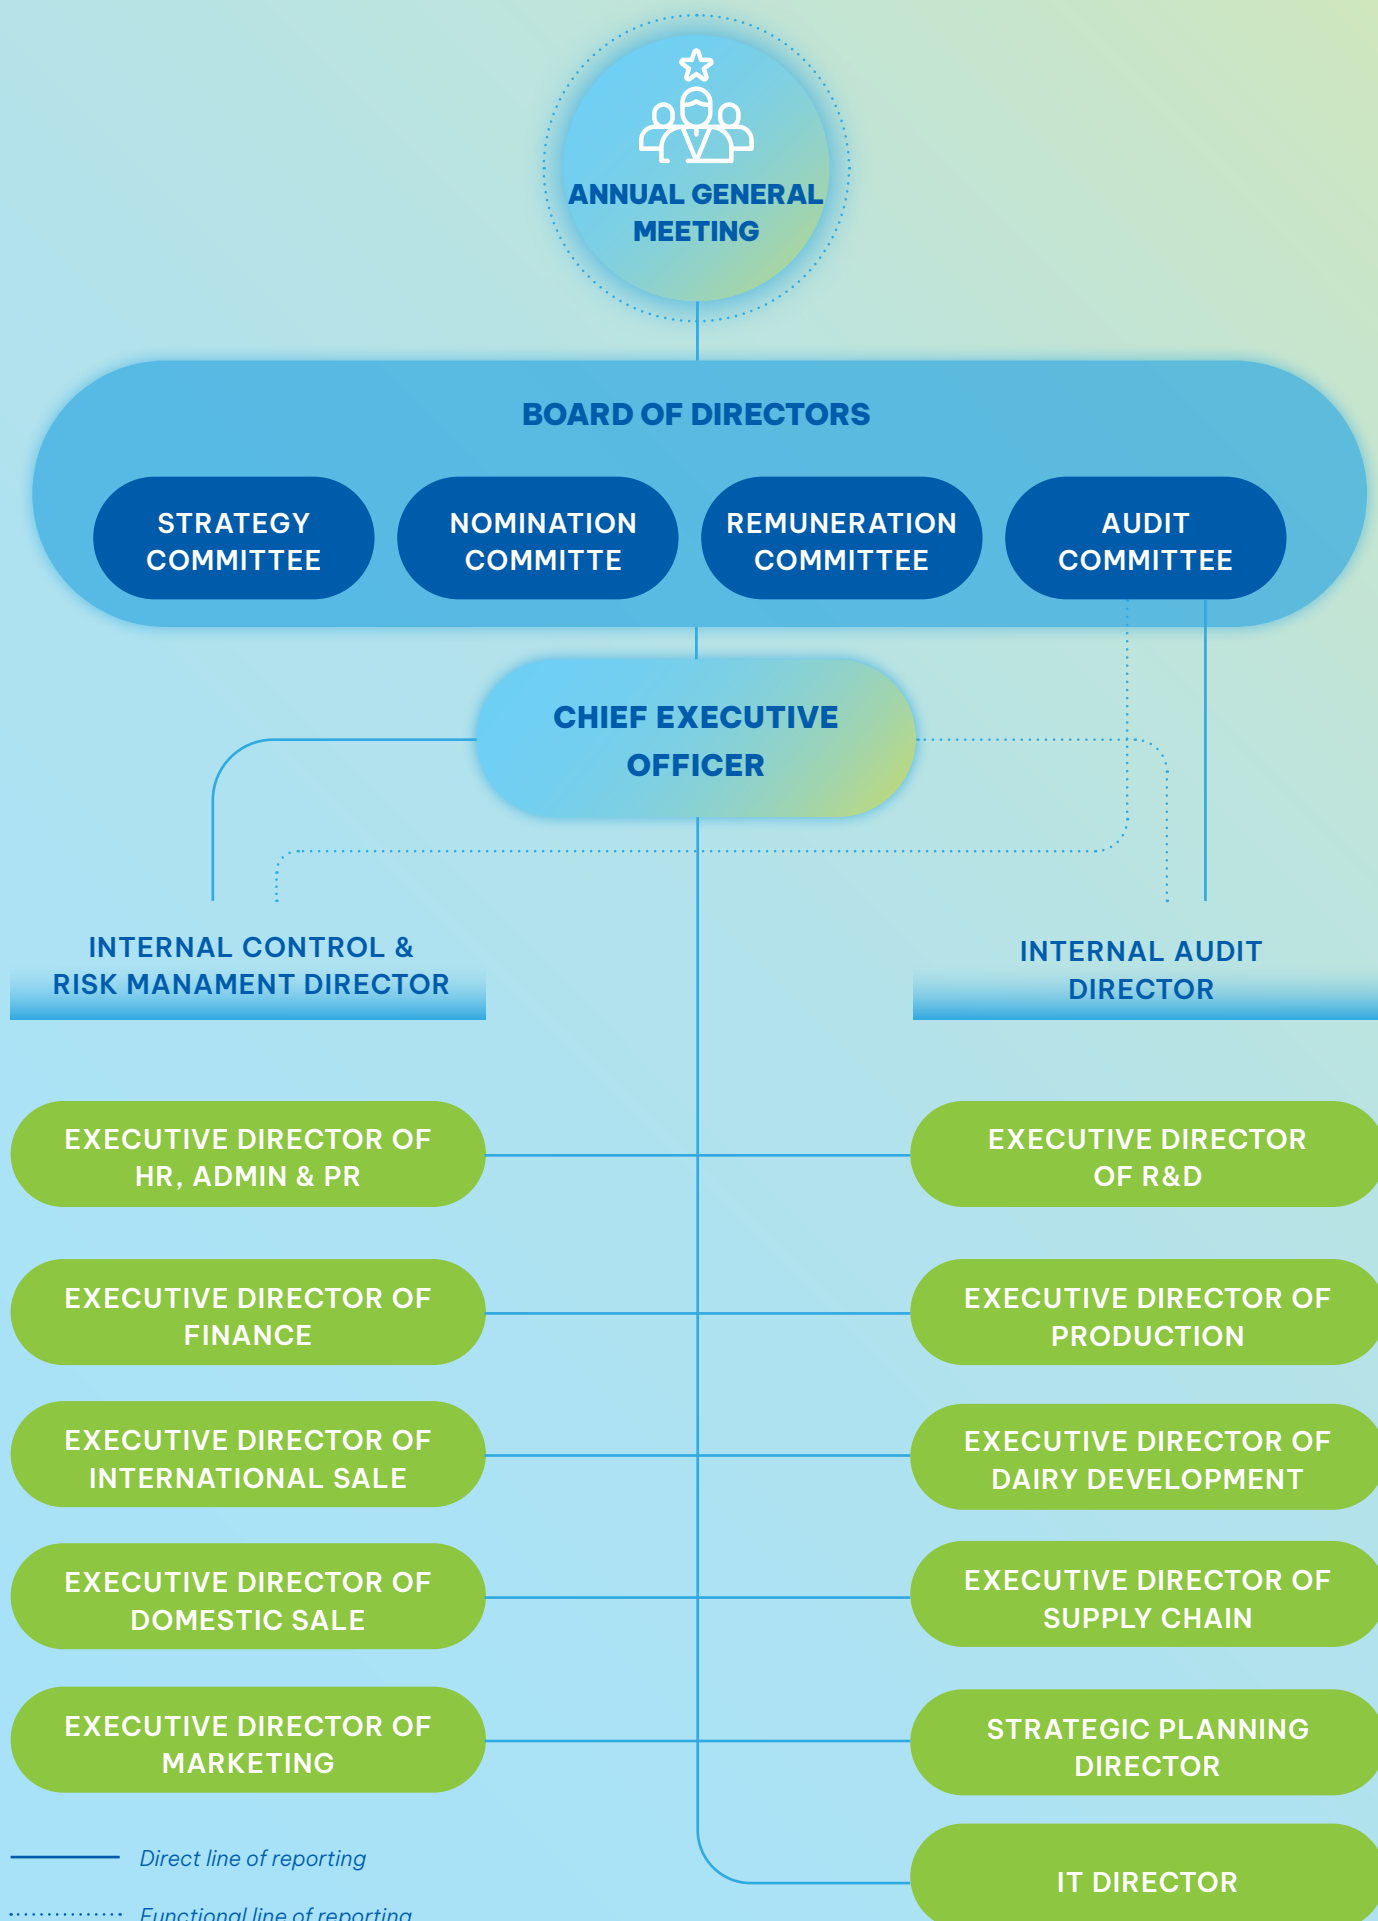 ANNUAL GENERAL
MEETING
BOARD OF DIRECTORS
STRATEGY
COMMITTEE
NOMINATION
COMMITTE
REMUNERATION
COMMITTEE
AUDIT
COMMITTEE
CHIEF EXECUTIVE
OFFICER
INTERNAL CONTROL &
RISK MANAMENT DIRECTOR
INTERNAL AUDIT
DIRECTOR
EXECUTIVE DIRECTOR OF
HR, ADMIN & PR
EXECUTIVE DIRECTOR
OF R&D
EXECUTIVE DIRECTOR OF
FINANCE
EXECUTIVE DIRECTOR OF
PRODUCTION
EXECUTIVE DIRECTOR OF
INTERNATIONAL SALE
EXECUTIVE DIRECTOR OF
DAIRY DEVELOPMENT
EXECUTIVE DIRECTOR OF
DOMESTIC SALE
EXECUTIVE DIRECTOR OF
SUPPLY CHAIN
EXECUTIVE DIRECTOR OF
MARKETING
STRATEGIC PLANNING
DIRECTOR
IT DIRECTOR
Direct line of reporting
Functional line of reporting